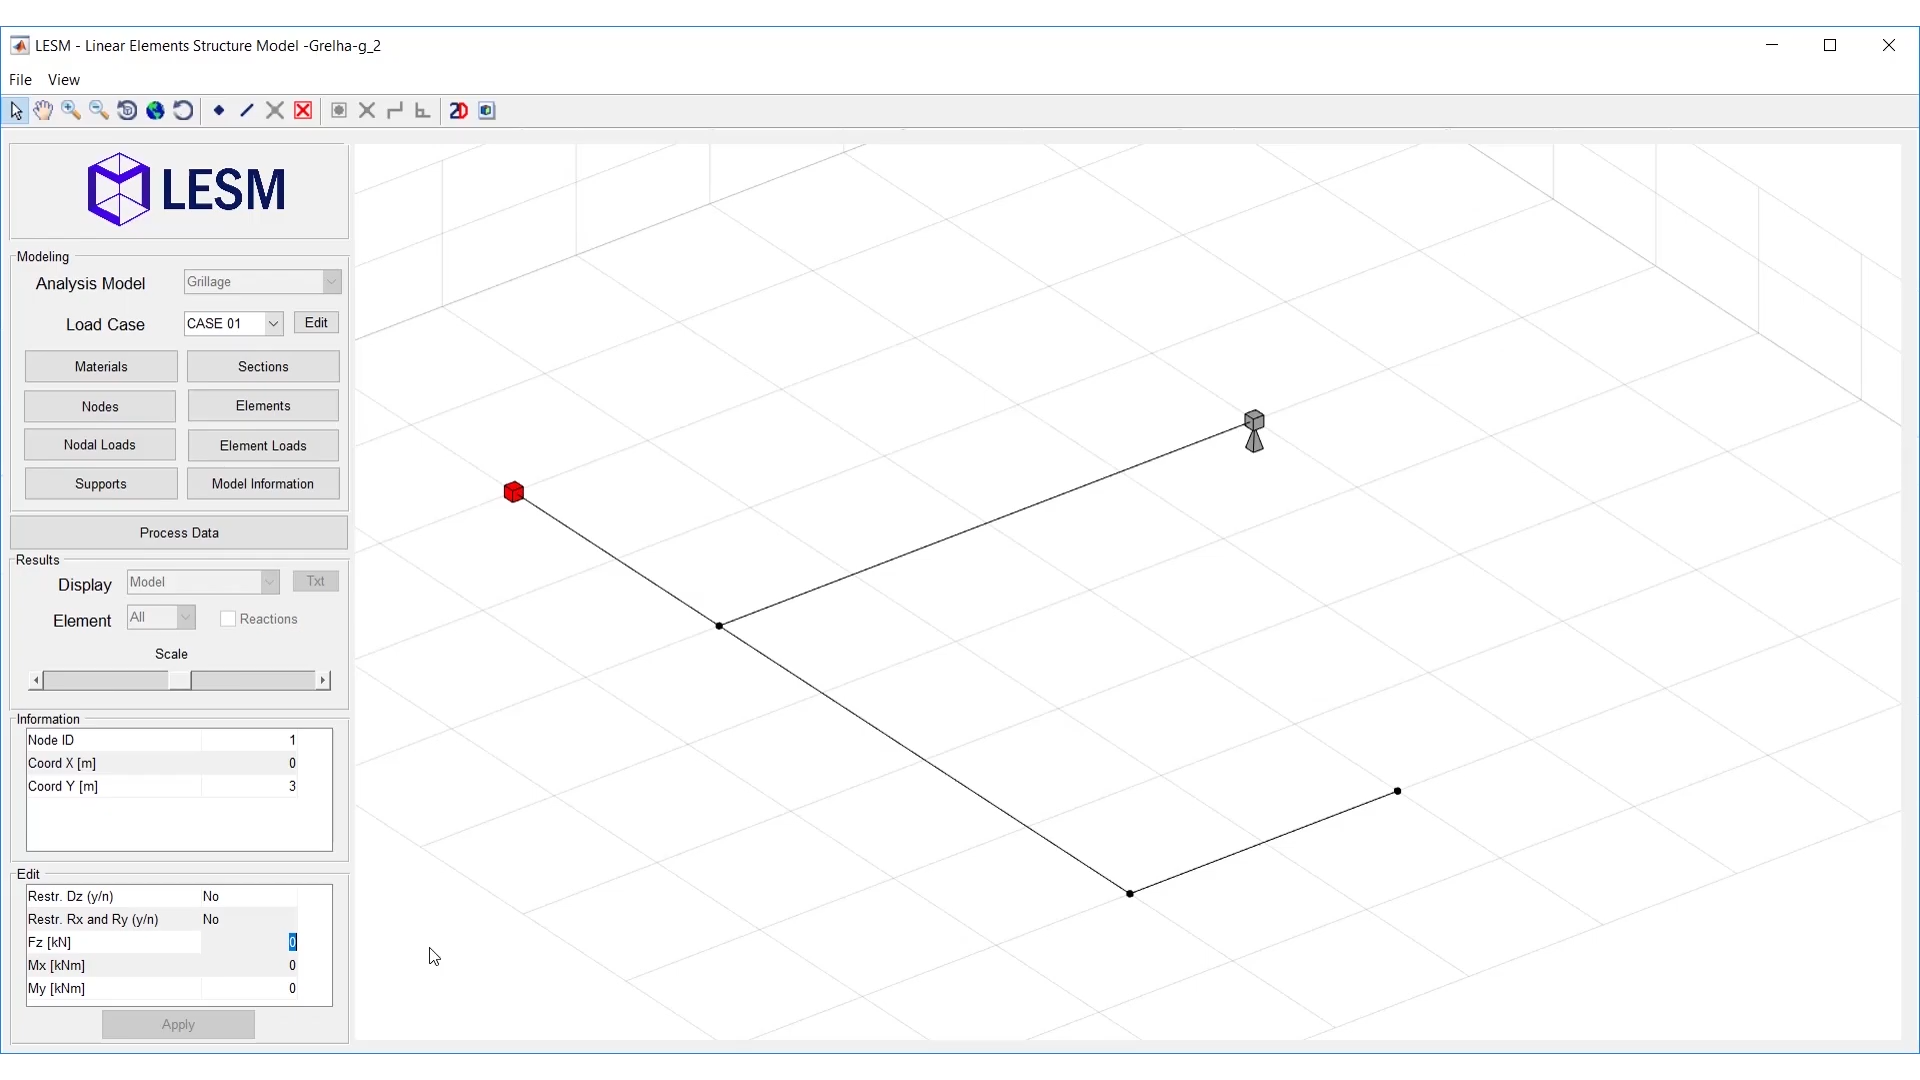 LESM - Linear Elements Structure Model -Grelha-g_2
File View
2D
LESM
Modeling
Analysis Model Grillage
Load Case CASE 01 Edit
Materials Sections
Nodes Elements
Nodal Loads Element Loads
Supports Model Information
Process Data
Results
Display Model Txt
Element All Reactions
Scale
Information
Node ID 1
Coord X [m] 0
Coord Y [m] 3
Edit
Restr. Dz (y/n) No
Restr. Rx and Ry (y/n) No
Fz [kN] 0
Mx [kNm] 0
My [kNm] 0
Apply